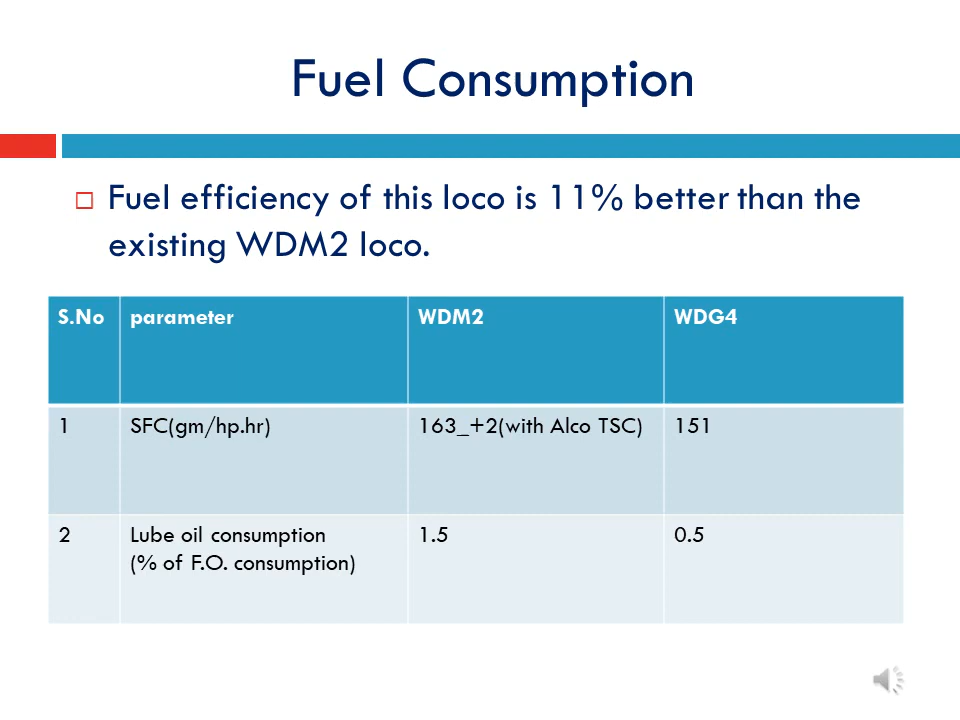 Fuel Consumption
Fuel efficiency of this loco is 11% better than the
existing WDM2 loco.
S.No parameter WDM2 WDG4
1 SFC(gm/hp.hr) 163_+2(with Alco TSC) 151
2 Lube oil consumption 1.5 0.5
(% of F.O. consumption)